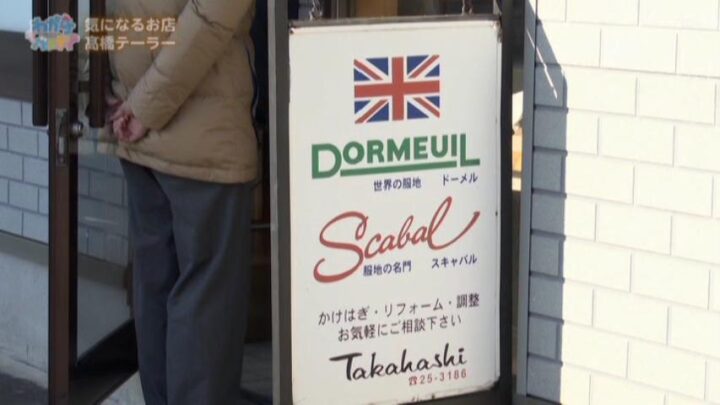 気になるお店
髙橋テーラー
DORMEUIL
世界の服地 ドーメル
Scabal
服地の名門 スキャバル
かけはぎ・リフォーム・調整
お気軽にご相談下さい
Takahashi
☎25-3186